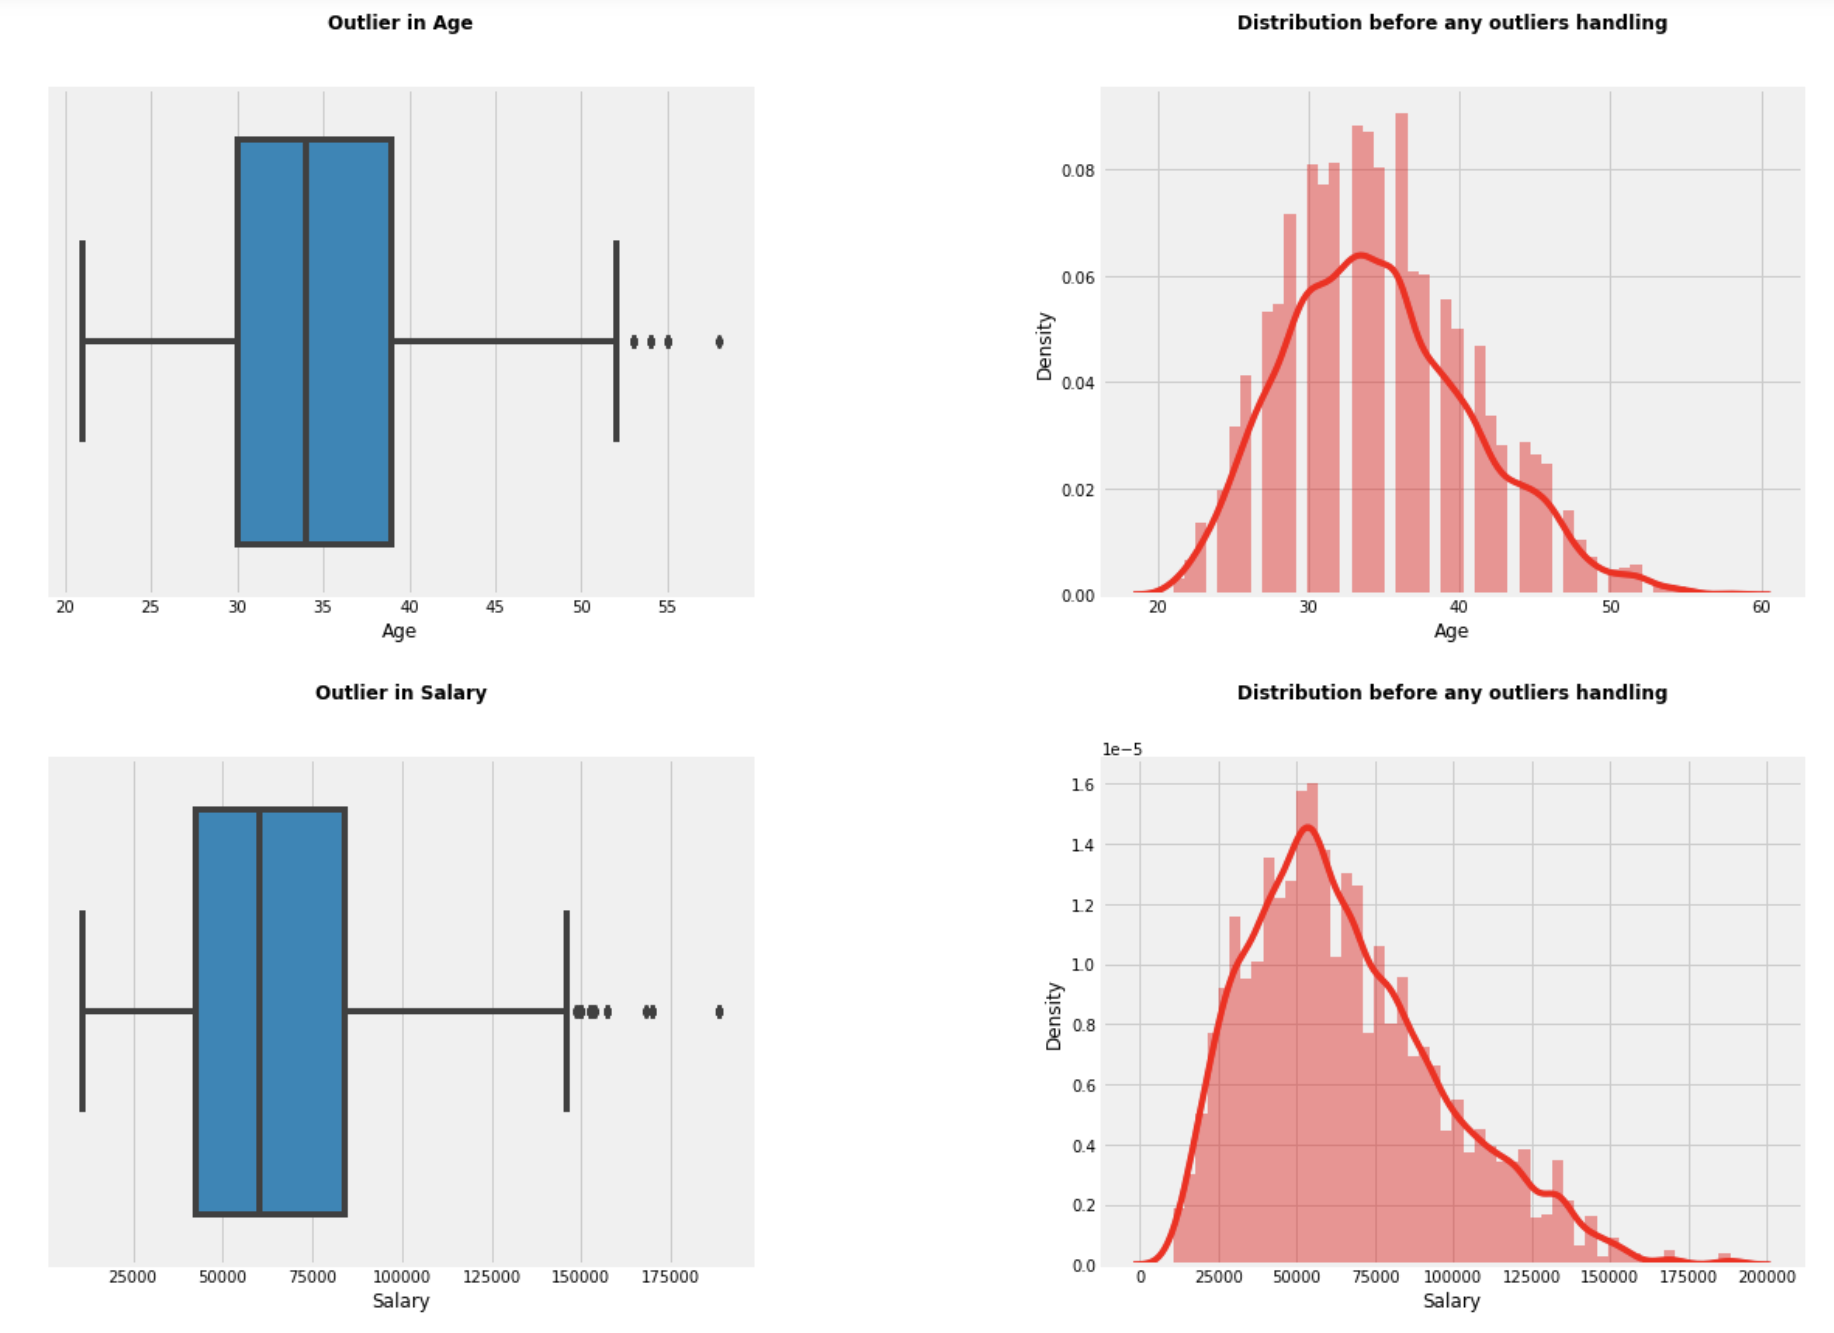 Outlier in Age
20 25 30 35 40 45 50 55
Age
Distribution before any outliers handling
0.08
0.06
0.04
0.02
0.00
Density
20 30 40 50 60
Age
Outlier in Salary
25000 50000 75000 100000 125000 150000 175000
Salary
Distribution before any outliers handling
1e−5
1.6
1.4
1.2
1.0
0.8
0.6
0.4
0.2
0.0
Density
0 25000 50000 75000 100000 125000 150000 175000 200000
Salary